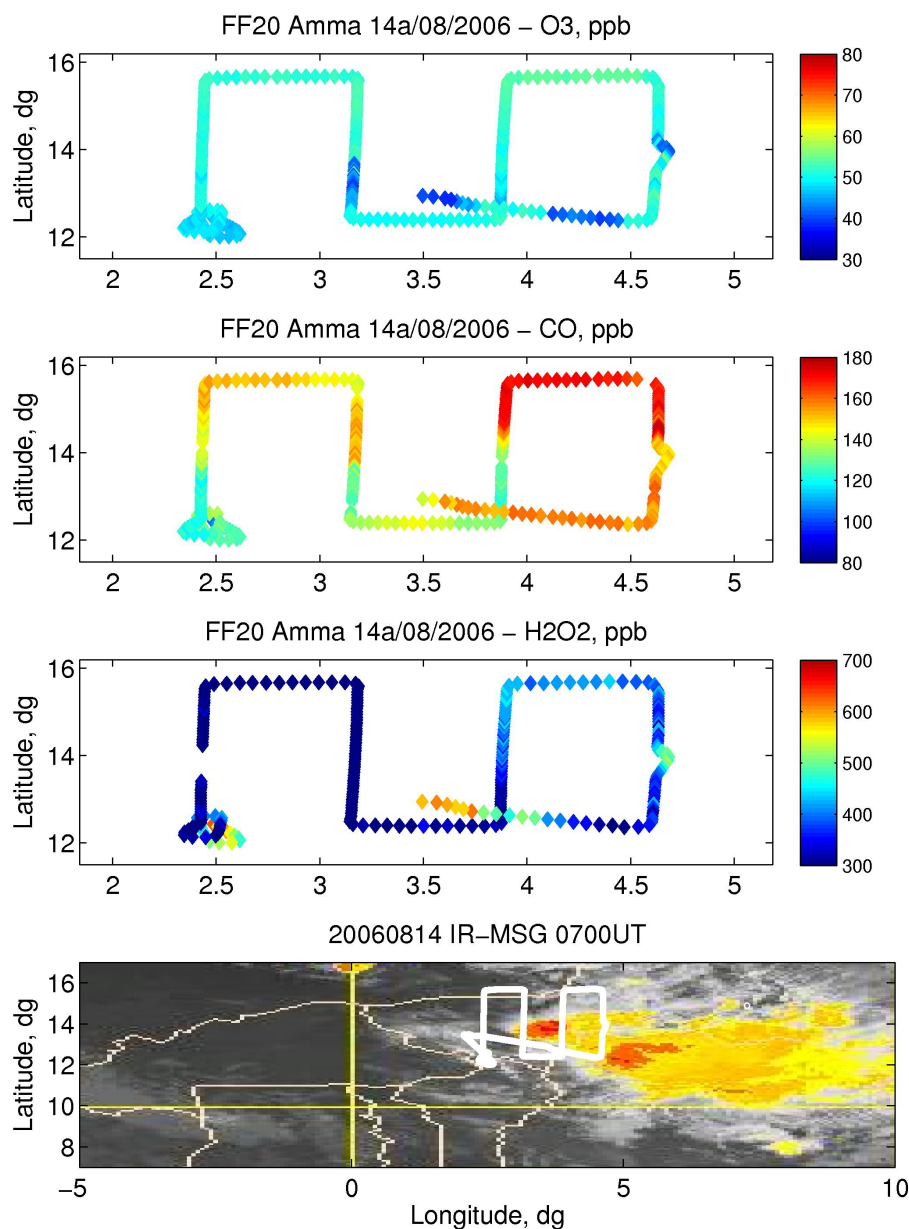 FF20 Amma 14a/08/2006 − O3, ppb
16
14
12
Latitude, dg
2 2.5 3 3.5 4 4.5 5
80
70
60
50
40
30
FF20 Amma 14a/08/2006 − CO, ppb
16
14
12
Latitude, dg
2 2.5 3 3.5 4 4.5 5
180
160
140
120
100
80
FF20 Amma 14a/08/2006 − H2O2, ppb
16
14
12
Latitude, dg
2 2.5 3 3.5 4 4.5 5
700
600
500
400
300
20060814 IR−MSG 0700UT
16
14
12
10
8
Latitude, dg
−5 0 5 10
Longitude, dg